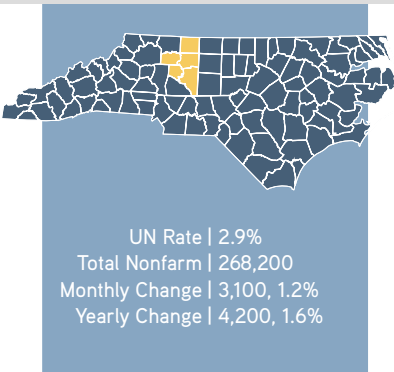 UN Rate | 2.9%
Total Nonfarm | 268,200
Monthly Change | 3,100, 1.2%
Yearly Change | 4,200, 1.6%